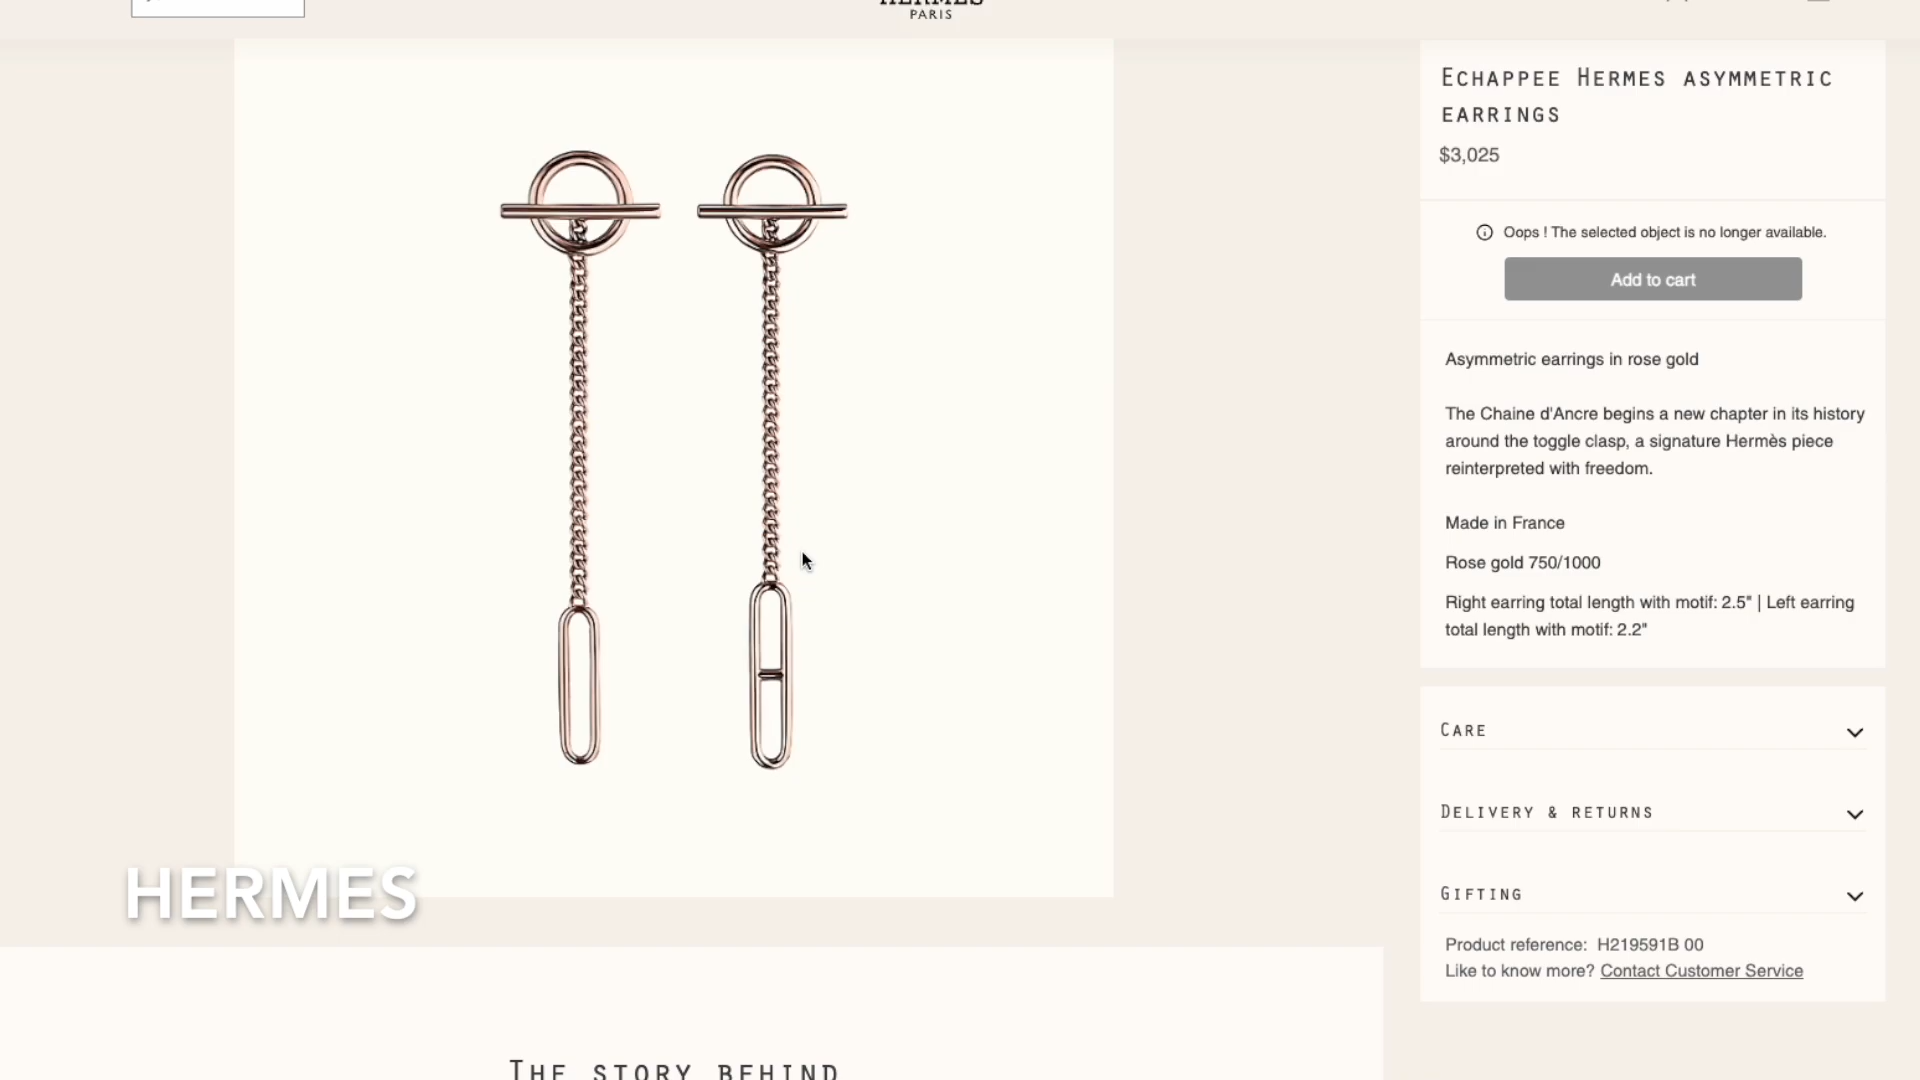 HERMÈS
PARIS
Echappee Hermes asymmetric
earrings
$3,025
Oops ! The selected object is no longer available.
Add to cart
Asymmetric earrings in rose gold
The Chaine d'Ancre begins a new chapter in its history
around the toggle clasp, a signature Hermès piece
reinterpreted with freedom.
Made in France
Rose gold 750/1000
Right earring total length with motif: 2.5" | Left earring
total length with motif: 2.2"
Care
Delivery & returns
Gifting
Product reference: H219591B 00
Like to know more? Contact Customer Service
HERMES
The story behind